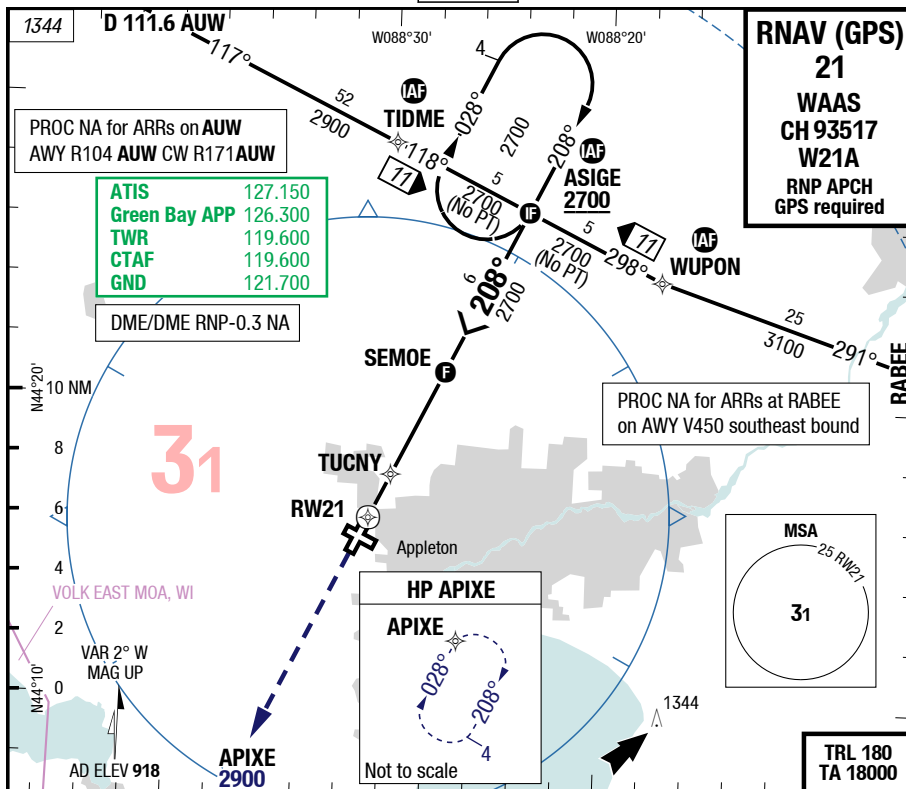 1344
D 111.6 AUW
117°
52
2900
IAF
TIDME
118°
11
5
2700
(No PT)
028°
4
2700
208°
W088°30'
W088°20'
IAF
ASIGE
2700
IF
5
2700
(No PT)
11
298°
IAF
WUPON
25
3100
291°
RABEE
RNAV (GPS)
21
WAAS
CH 93517
W21A
RNP APCH
GPS required
PROC NA for ARRs on AUW
AWY R104 AUW CW R171 AUW
ATIS 127.150
Green Bay APP 126.300
TWR 119.600
CTAF 119.600
GND 121.700
DME/DME RNP-0.3 NA
6
208°
2700
SEMOE
F
TUCNY
RW21
Appleton
N44°20'
10 NM
8
6
4
2
0
N44°10'
31
PROC NA for ARRs at RABEE
on AWY V450 southeast bound
VOLK EAST MOA, WI
VAR 2° W
MAG UP
AD ELEV 918
APIXE
2900
HP APIXE
APIXE
028°
208°
4
Not to scale
1344
MSA
25 RW21
31
TRL 180
TA 18000